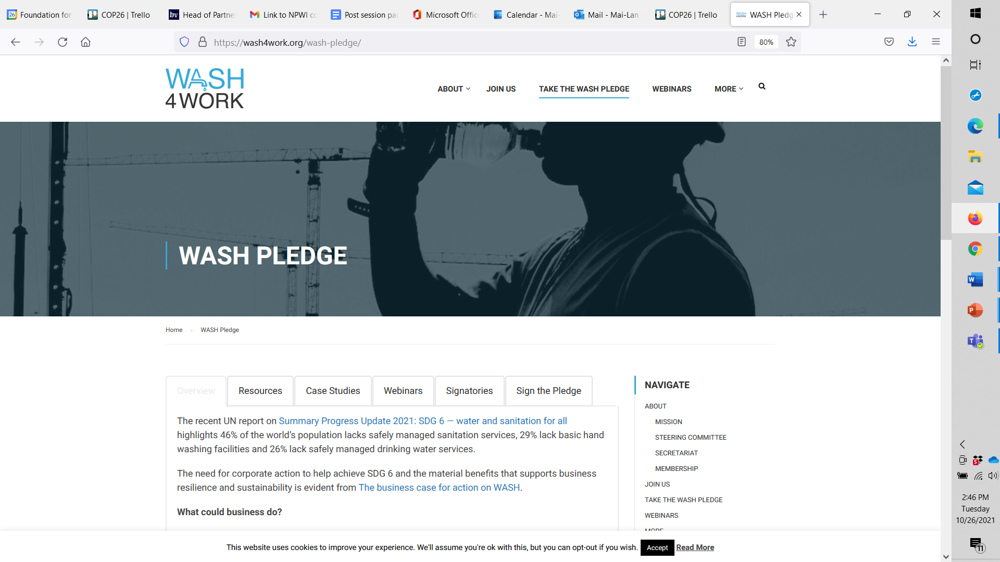 26 Foundation for
COP26 | Trello
bv Head of Partne
Link to NPWI co
Post session pa
Microsoft Offic
Calendar - Mai-
Mail - Mai-Lan
COP26 | Trello
WASH Pledg
https://wash4work.org/wash-pledge/
80%
WASH
4WORK
ABOUT
JOIN US
TAKE THE WASH PLEDGE
WEBINARS
MORE
WASH PLEDGE
Home
WASH Pledge
Overview
Resources
Case Studies
Webinars
Signatories
Sign the Pledge
The recent UN report on Summary Progress Update 2021: SDG 6 — water and sanitation for all
highlights 46% of the world’s population lacks safely managed sanitation services, 29% lack basic hand
washing facilities and 26% lack safely managed drinking water services.
The need for corporate action to help achieve SDG 6 and the material benefits that supports business
resilience and sustainability is evident from The business case for action on WASH.
What could business do?
NAVIGATE
ABOUT
MISSION
STEERING COMMITTEE
SECRETARIAT
MEMBERSHIP
JOIN US
TAKE THE WASH PLEDGE
WEBINARS
MORE
This website uses cookies to improve your experience. We'll assume you're ok with this, but you can opt-out if you wish. Accept Read More
W
P
T
5
2:46 PM
Tuesday
10/26/2021
11